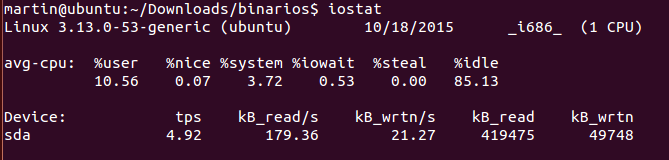 martin@ubuntu:~/Downloads/binarios$ iostat
Linux 3.13.0-53-generic (ubuntu) 10/18/2015 _i686_ (1 CPU)
avg-cpu: %user %nice %system %iowait %steal %idle
10.56 0.07 3.72 0.53 0.00 85.13
Device: tps kB_read/s kB_wrtn/s kB_read kB_wrtn
sda 4.92 179.36 21.27 419475 49748